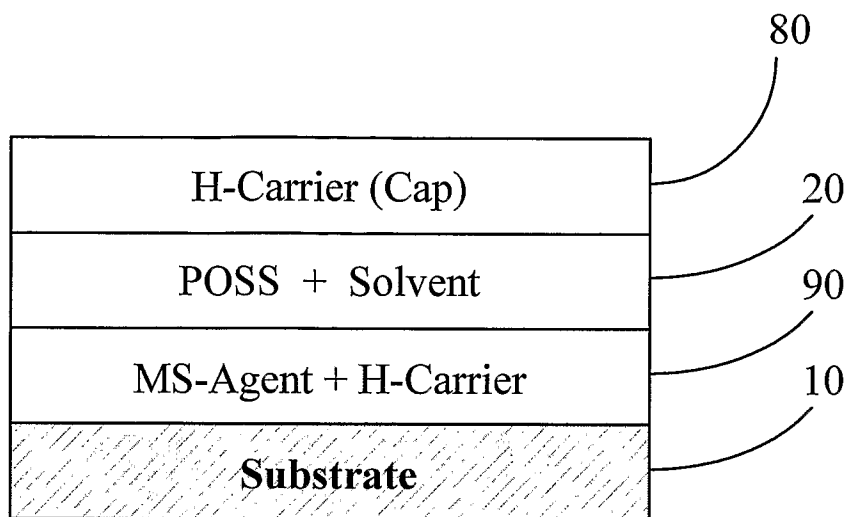 80
H-Carrier (Cap)
20
POSS + Solvent
90
MS-Agent + H-Carrier
10
Substrate